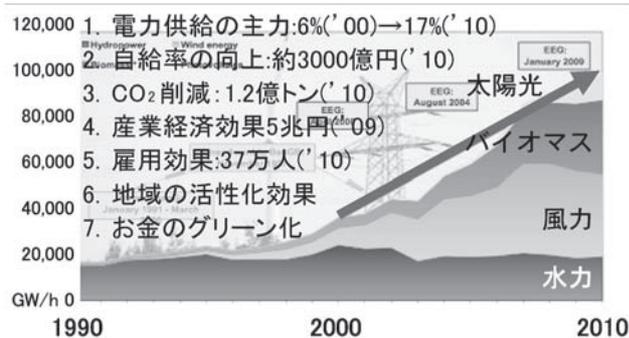 120,000
100,000
80,000
60,000
40,000
20,000
GW/h 0
1990
2000
2010
1. 電力供給の主力:6%('00)→17%('10)
2. 自給率の向上:約3000億円('10)
3. CO₂削減:1.2億トン('10)
4. 産業経済効果5兆円('09)
5. 雇用効果:37万人('10)
6. 地域の活性化効果
7. お金のグリーン化
Hydropower
Wind energy
EEG:
January 2009
EEG:
August 2004
EEG:
January 1991 - March
太陽光
バイオマス
風力
水力